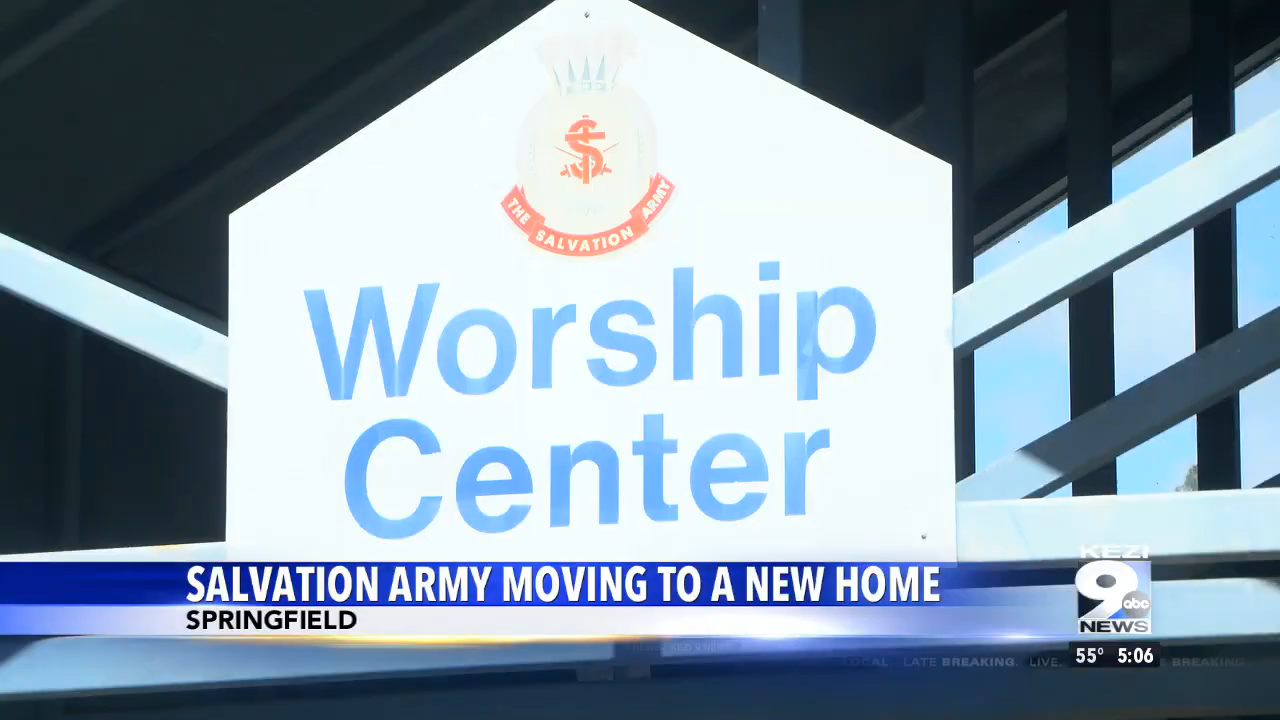 THE SALVATION ARMY
Worship
Center
SALVATION ARMY MOVING TO A NEW HOME
SPRINGFIELD
KEZI
9
abc
NEWS
55° 5:06
LOCAL. LATE BREAKING. LIVE.
BREAKING